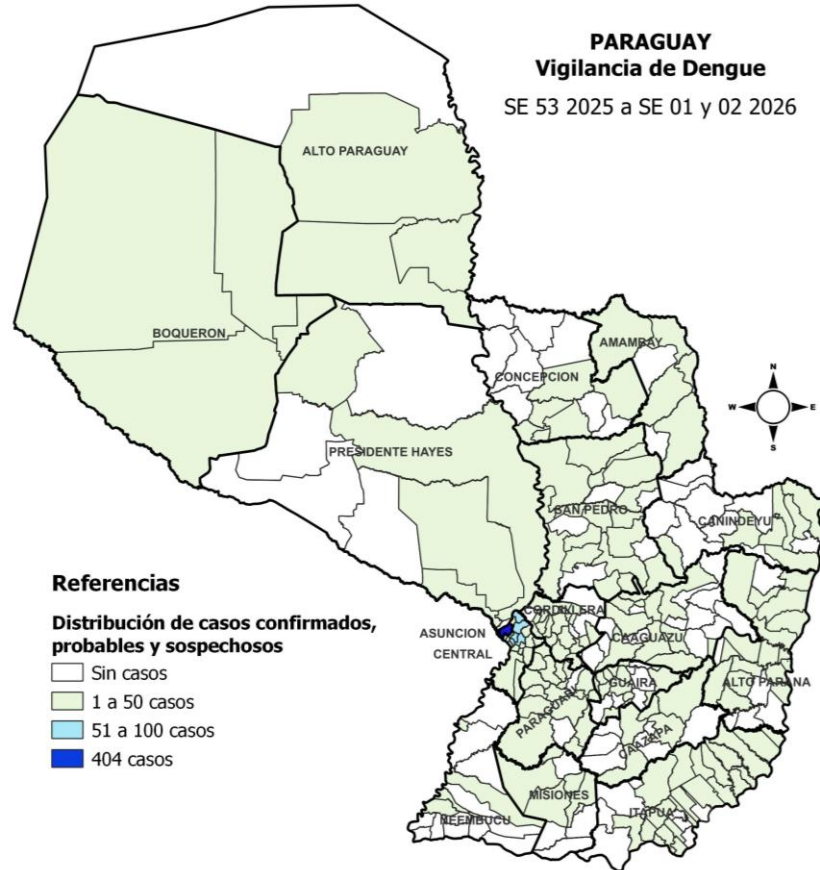 PARAGUAY
Vigilancia de Dengue
SE 53 2025 a SE 01 y 02 2026
ALTO PARAGUAY
BOQUERON
AMAMBAY
CONCEPCION
N
W
E
S
PRESIDENTE HAYES
SAN PEDRO
CANINDEYU
Referencias
Distribución de casos confirmados,
probables y sospechosos
Sin casos
1 a 50 casos
51 a 100 casos
404 casos
CORDILLERA
ASUNCION
CENTRAL
CAAGUAZU
GUAIRA
ALTO PARANA
PARAGUARI
CAAZAPA
MISIONES
ÑEEMBUCU
ITAPUA